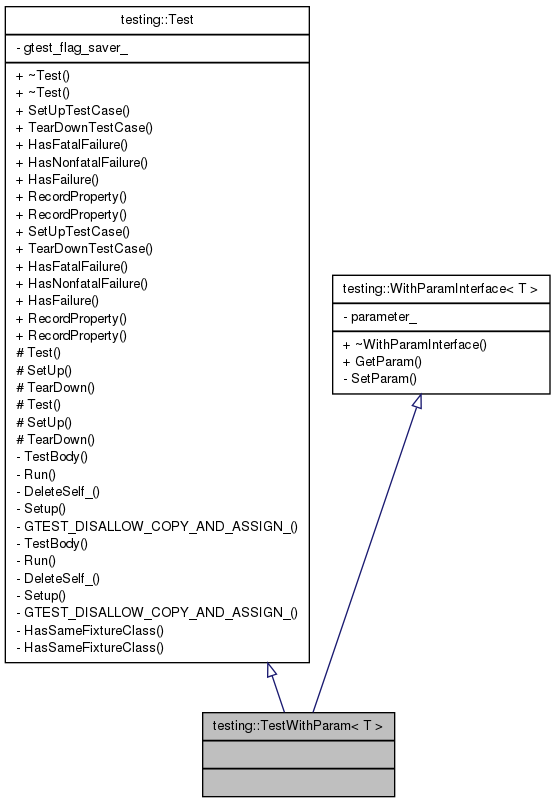 testing::Test
- gtest_flag_saver_
+ ~Test()
+ ~Test()
+ SetUpTestCase()
+ TearDownTestCase()
+ HasFatalFailure()
+ HasNonfatalFailure()
+ HasFailure()
+ RecordProperty()
+ RecordProperty()
+ SetUpTestCase()
+ TearDownTestCase()
+ HasFatalFailure()
+ HasNonfatalFailure()
+ HasFailure()
+ RecordProperty()
+ RecordProperty()
# Test()
# SetUp()
# TearDown()
# Test()
# SetUp()
# TearDown()
- TestBody()
- Run()
- DeleteSelf_()
- Setup()
- GTEST_DISALLOW_COPY_AND_ASSIGN_()
- TestBody()
- Run()
- DeleteSelf_()
- Setup()
- GTEST_DISALLOW_COPY_AND_ASSIGN_()
- HasSameFixtureClass()
- HasSameFixtureClass()
testing::WithParamInterface< T >
- parameter_
+ ~WithParamInterface()
+ GetParam()
- SetParam()
testing::TestWithParam< T >